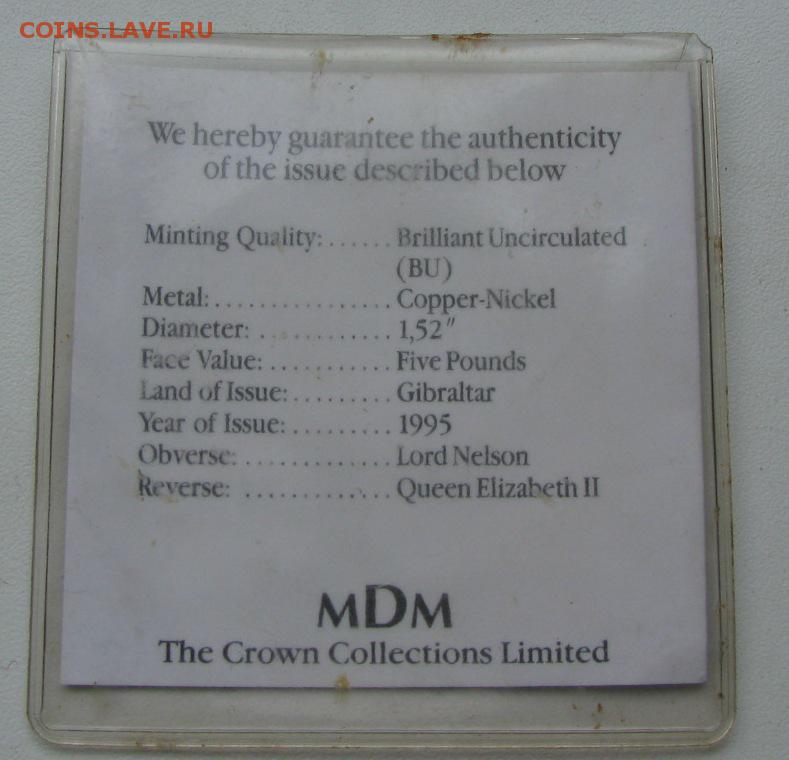 COINS.LAVE.RU
We hereby guarantee the authenticity
of the issue described below
Minting Quality:......Brilliant Uncirculated
(BU)
Metal:.................Copper-Nickel
Diameter: ............1,52"
Face Value:............Five Pounds
Land of Issue:.........Gibraltar
Year of Issue:.........1995
Obverse: .............Lord Nelson
Reverse: .............Queen Elizabeth II
MDM
The Crown Collections Limited